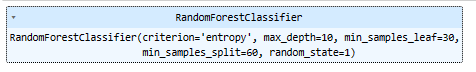 RandomForestClassifier
RandomForestClassifier(criterion='entropy', max_depth=10, min_samples_leaf=30,
min_samples_split=60, random_state=1)